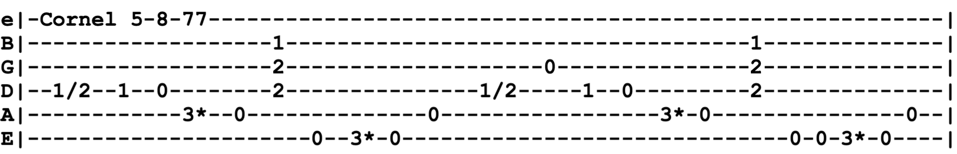 e|-Cornel 5-8-77---------------------------------------------------------|
B|-------------------1------------------------------------1--------------|
G|-------------------2--------------------0---------------2--------------|
D|--1/2--1--0--------2---------------1/2-----1--0---------2--------------|
A|------------3*--0--------------0-----------------3*-0---------------0--|
E|----------------------0--3*-0------------------------------0-0-3*-0----|